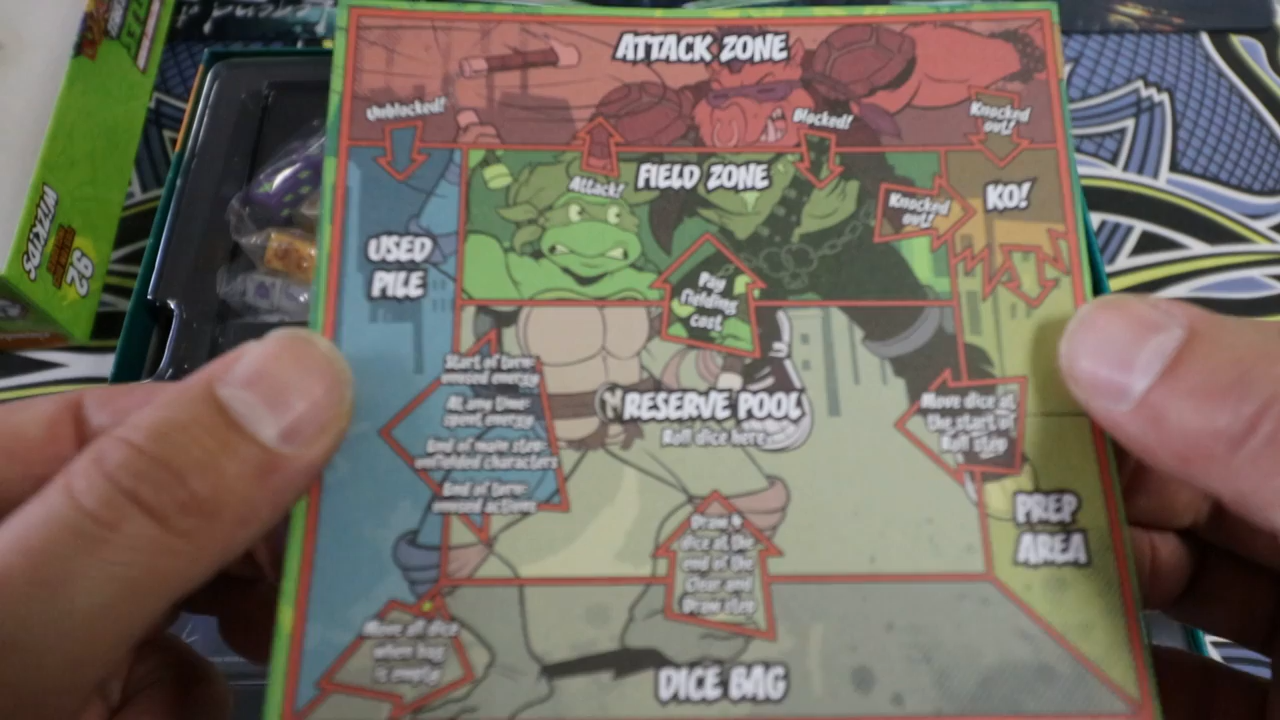 ATTACK ZONE
Unblocked!
Blocked!
Knocked
out!
Attack!
FIELD ZONE
Knocked
out!
KO!
USED
PILE
Pay
fielding
cost
Start of turn-
unused energy
At any time-
spent energy
End of main step-
unfielded characters
End of turn-
unused actions
RESERVE POOL
Roll dice here
Move dice at
the start of
Roll step
PREP
AREA
Draw 4
dice at the
end of the
Clear and
Draw step
Move all dice
when bag
is empty
DICE BAG
WIZKIDS